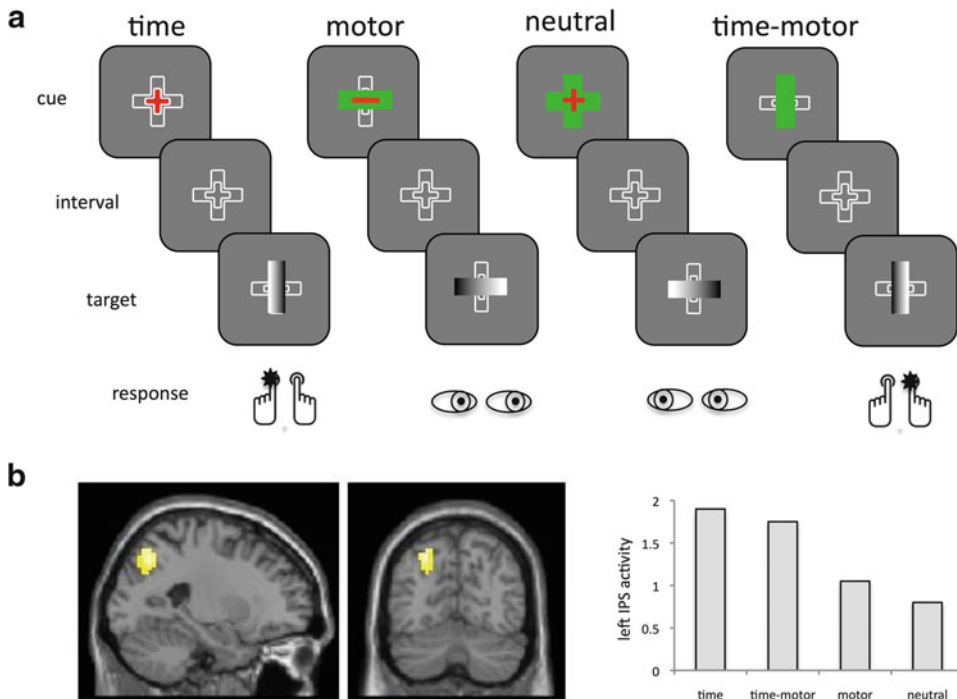 a
time motor neutral time-motor
cue
interval
target
response
b
2
1.5
1
0.5
0
left IPS activity
time time-motor motor neutral